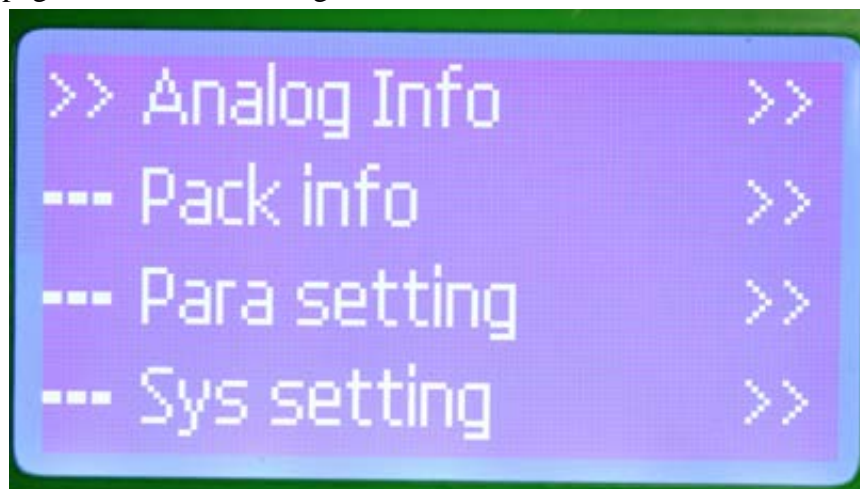 >> Analog Info >>
--- Pack info >>
--- Para setting >>
--- Sys setting >>